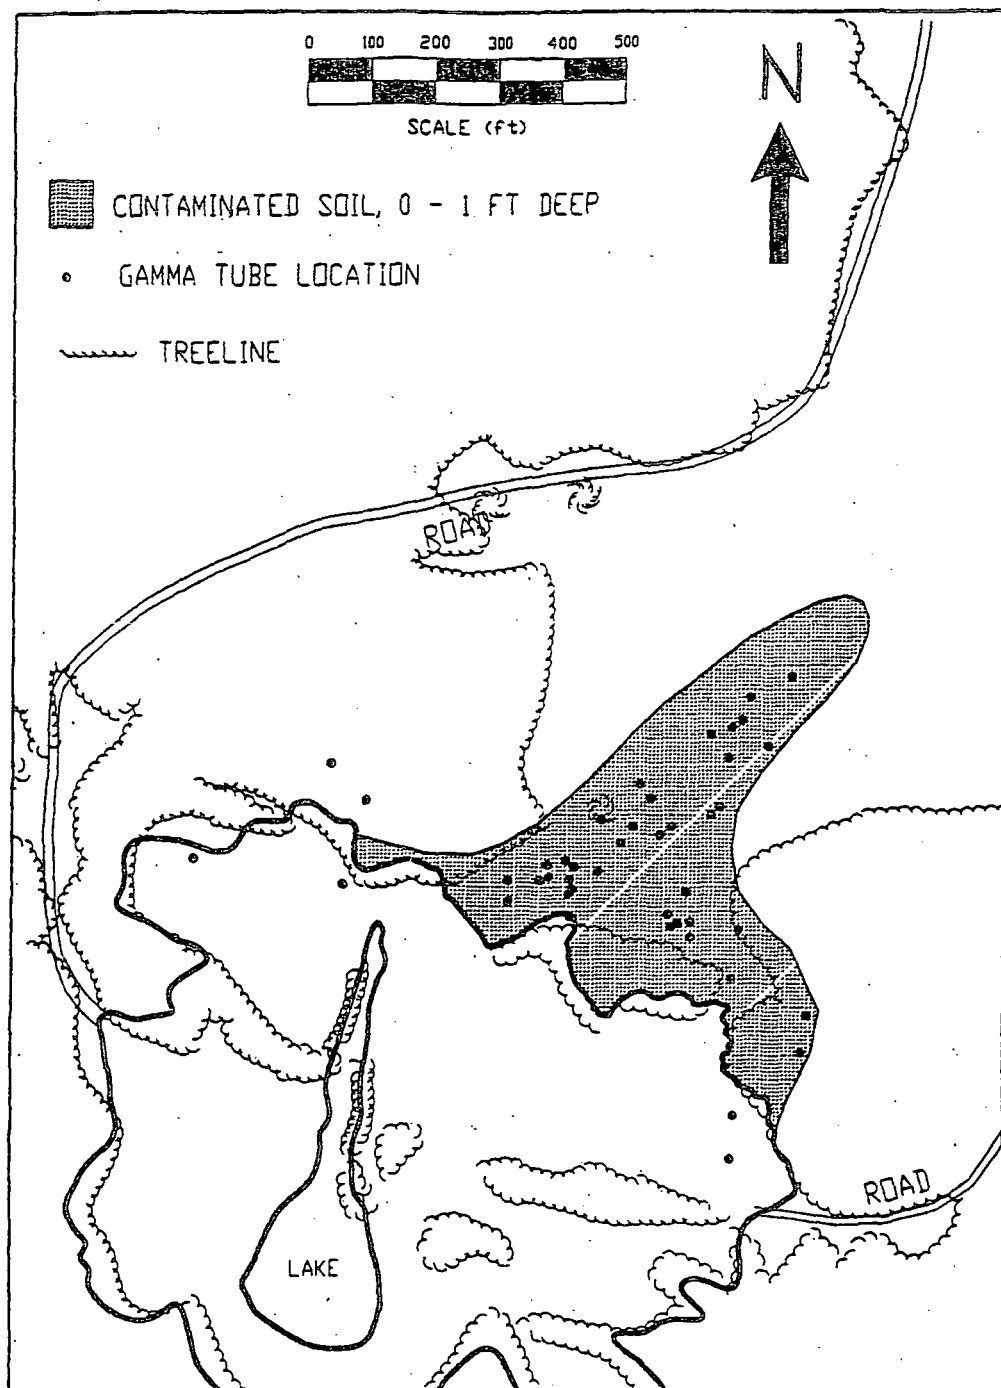 0 100 200 300 400 500
SCALE (ft)
N
CONTAMINATED SOIL, 0 - 1 FT DEEP
GAMMA TUBE LOCATION
TREELINE
ROAD
ROAD
LAKE